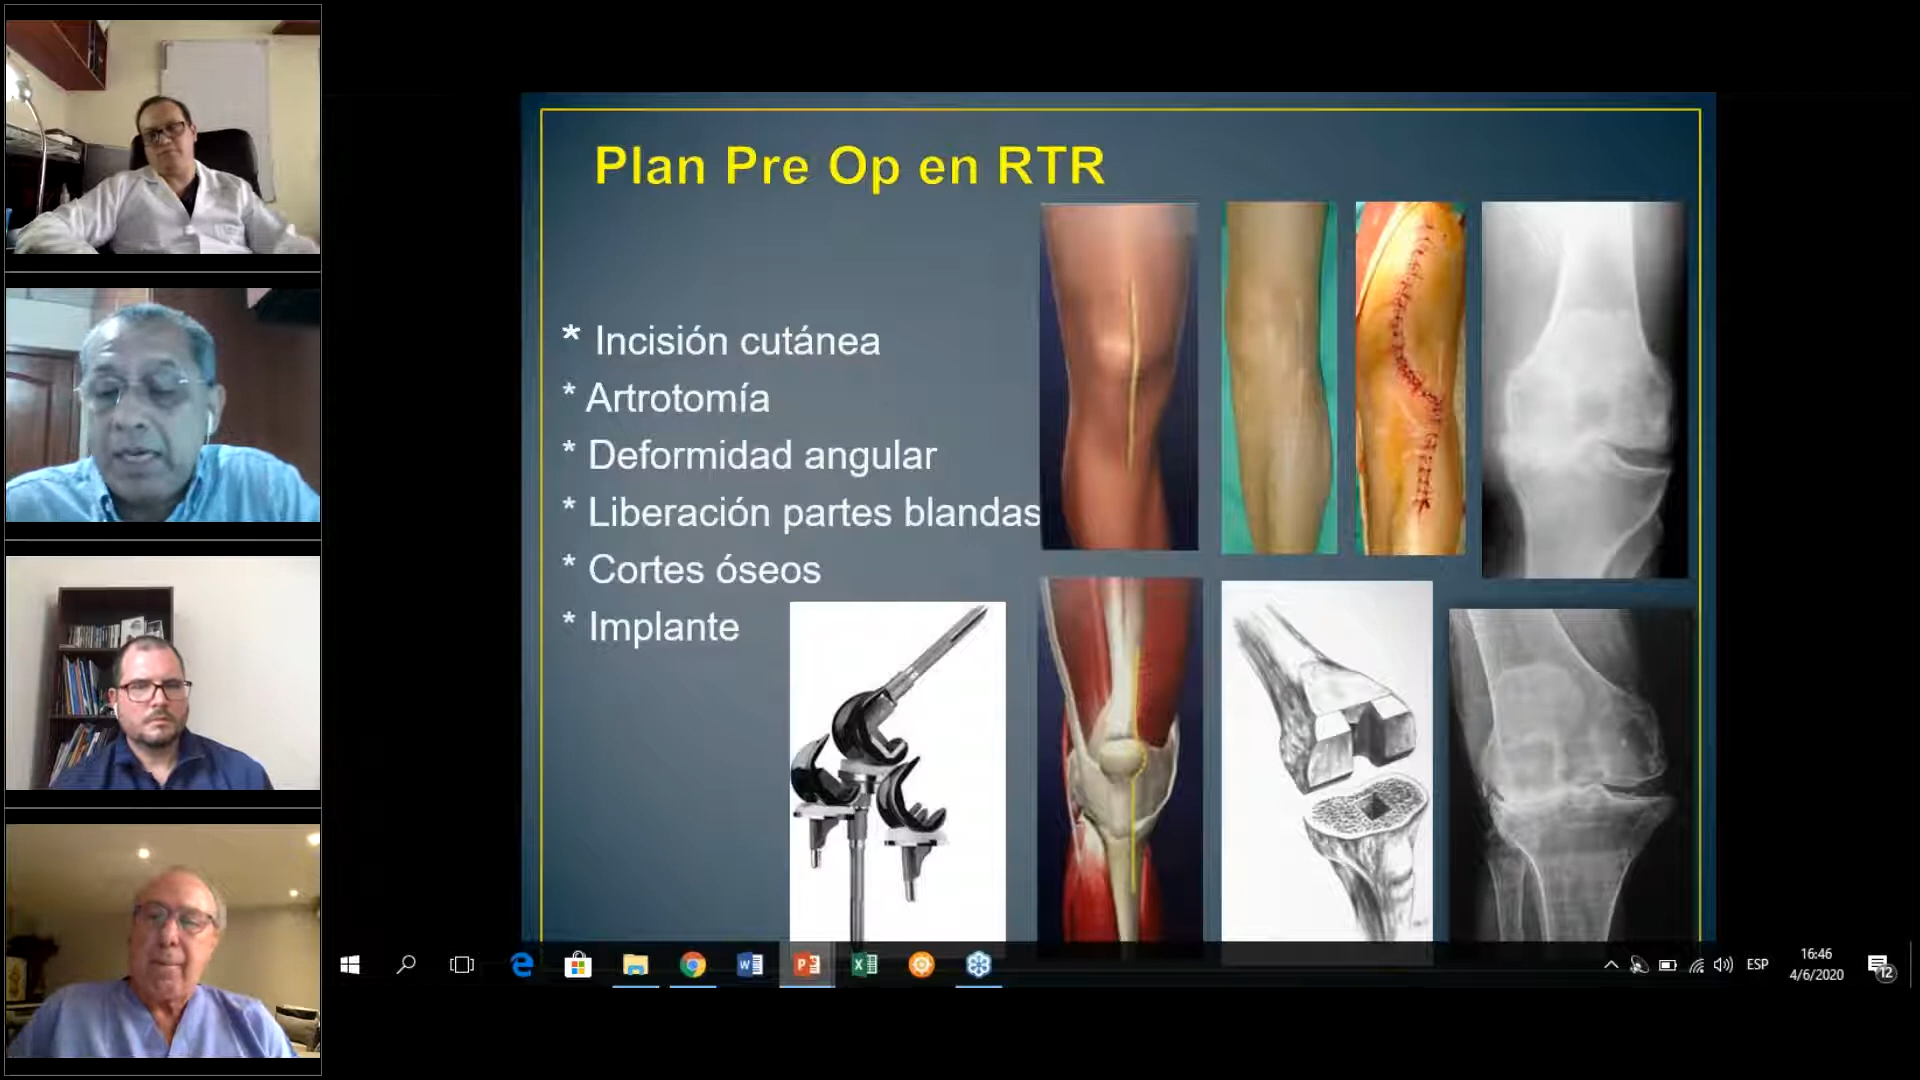 Plan Pre Op en RTR
* Incisión cutánea
* Artrotomía
* Deformidad angular
* Liberación partes blandas
* Cortes óseos
* Implante
ESP
16:46
4/6/2020
12